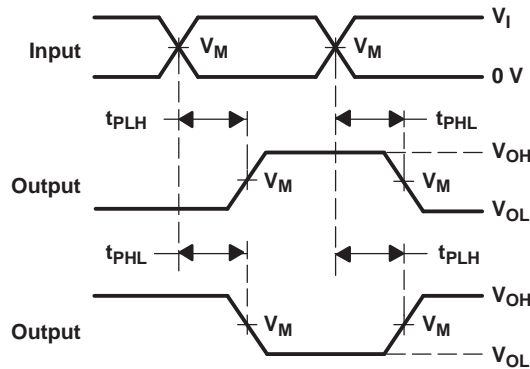 V_I
Input V_M V_M
0 V
t_PLH t_PHL
V_OH
Output V_M V_M
V_OL
t_PHL t_PLH
V_OH
Output V_M V_M
V_OL